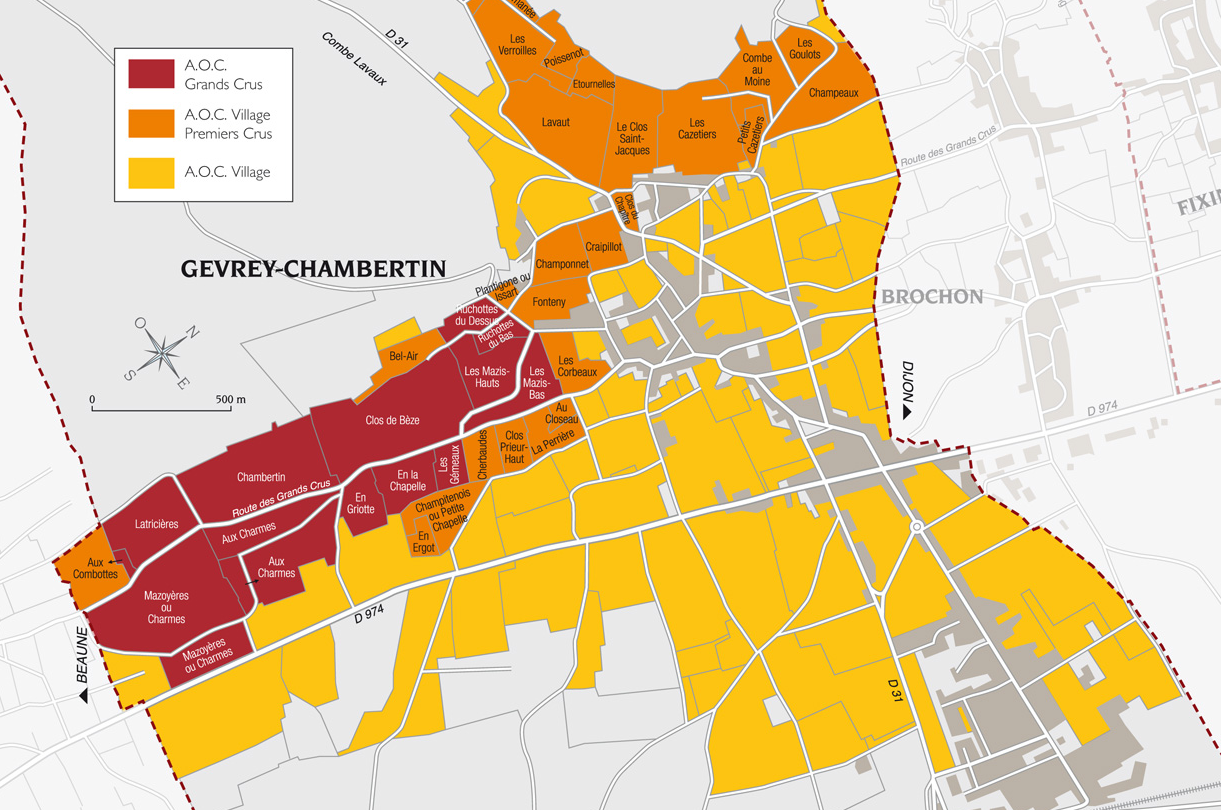 manée
D 31
Combe Lavaux
Les
Verroilles
Poissenot
Etournelles
Les
Goulots
Combe
au
Moine
Champeaux
A.O.C.
Grands Crus
A.O.C. Village
Premiers Crus
A.O.C. Village
Lavaut
Le Clos
Saint-
Jacques
Les
Cazetiers
Petits
Cazetiers
Route des Grands Crus
FIXI
Clos du
Chapitre
Craipillot
Champonnet
GEVREY-CHAMBERTIN
Plantigone ou
Issart
Fonteny
BROCHON
Ruchottes
du Dessus
Ruchottes
du Bas
O
N
S
E
Bel-Air
Les Mazis-
Hauts
Les
Mazis-
Bas
Les
Corbeaux
DIJON
0
500 m
Clos de Bèze
Au
Closeau
D 974
La Perrière
Clos
Prieur-
Haut
Cherbaudes
Les
Gémeaux
En la
Chapelle
Chambertin
Route des Grands Crus
En
Griotte
Champitenois
ou Petite
Chapelle
En
Ergot
Latricières
Aux Charmes
Aux
Combottes
Aux
Charmes
Mazoyères
ou
Charmes
D 974
Mazoyères
ou Charmes
BEAUNE
D 31